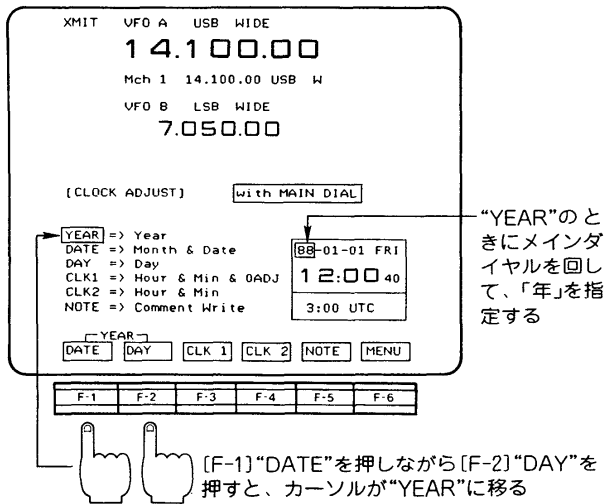 XMIT VFO A USB WIDE
14.100.00
Mch 1 14.100.00 USB W
VFO B LSB WIDE
7.050.00
[CLOCK ADJUST] with MAIN DIAL
YEAR => Year
DATE => Month & Date
DAY => Day
CLK1 => Hour & Min & 0ADJ
CLK2 => Hour & Min
NOTE => Comment Write
88-01-01 FRI
12:00 40
3:00 UTC
YEAR
DATE DAY CLK 1 CLK 2 NOTE MENU
F-1 F-2 F-3 F-4 F-5 F-6
“YEAR”のと
きにメインダ
イヤルを回し
て、「年」を指
定する
[F-1]“DATE”を押しながら[F-2]“DAY”を
押すと、カーソルが“YEAR”に移る